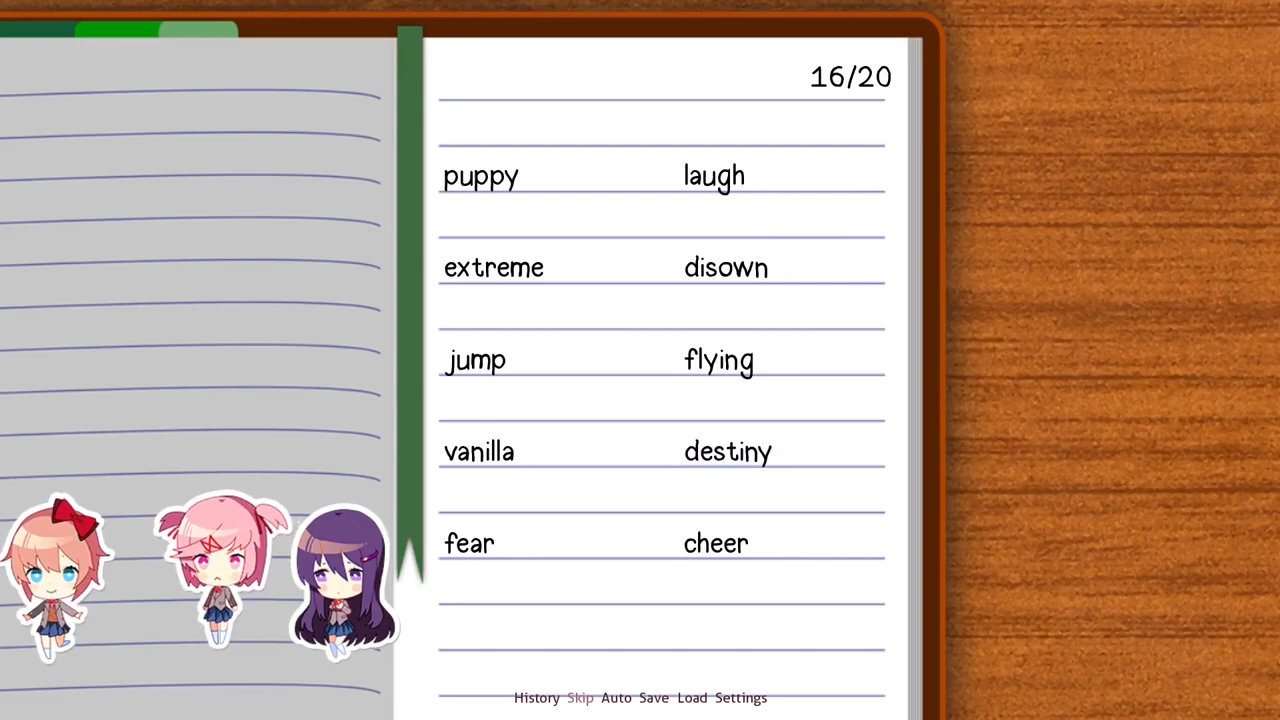 16/20
puppy laugh
extreme disown
jump flying
vanilla destiny
fear cheer
History Skip Auto Save Load Settings